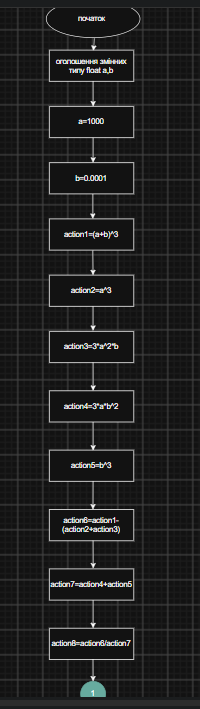 початок
оголошення змінних
типу float a,b
a=1000
b=0.0001
action1=(a+b)^3
action2=a^3
action3=3*a^2*b
action4=3*a*b^2
action5=b^3
action6=action1-
(action2+action3)
action7=action4+action5
action8=action6/action7
1